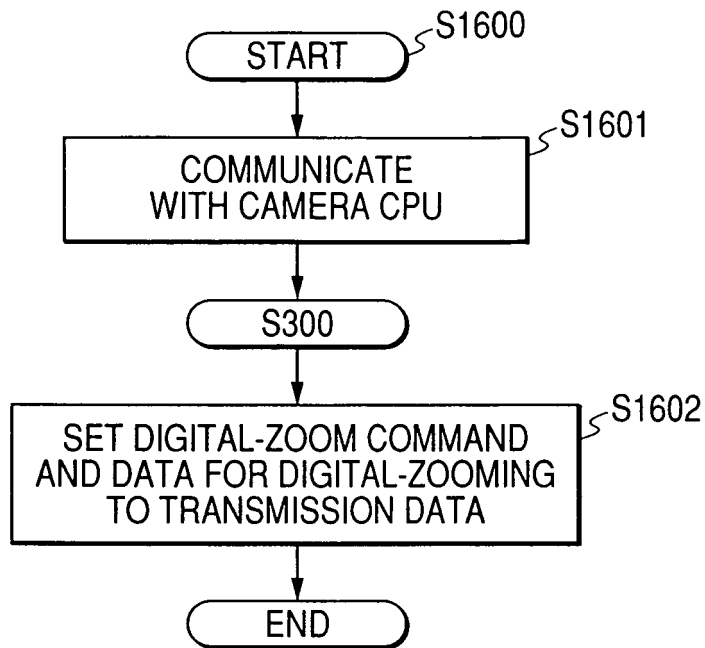 START
S1600
COMMUNICATE
WITH CAMERA CPU
S1601
S300
SET DIGITAL-ZOOM COMMAND
AND DATA FOR DIGITAL-ZOOMING
TO TRANSMISSION DATA
S1602
END